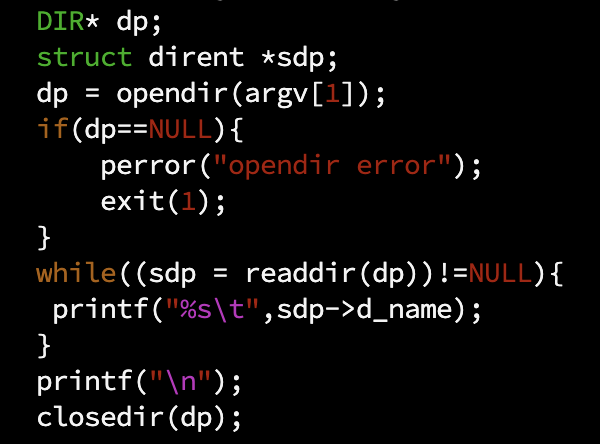 DIR* dp;
struct dirent *sdp;
dp = opendir(argv[1]);
if(dp==NULL){
    perror("opendir error");
    exit(1);
}
while((sdp = readdir(dp))!=NULL){
 printf("%s\t",sdp->d_name);
}
printf("\n");
closedir(dp);